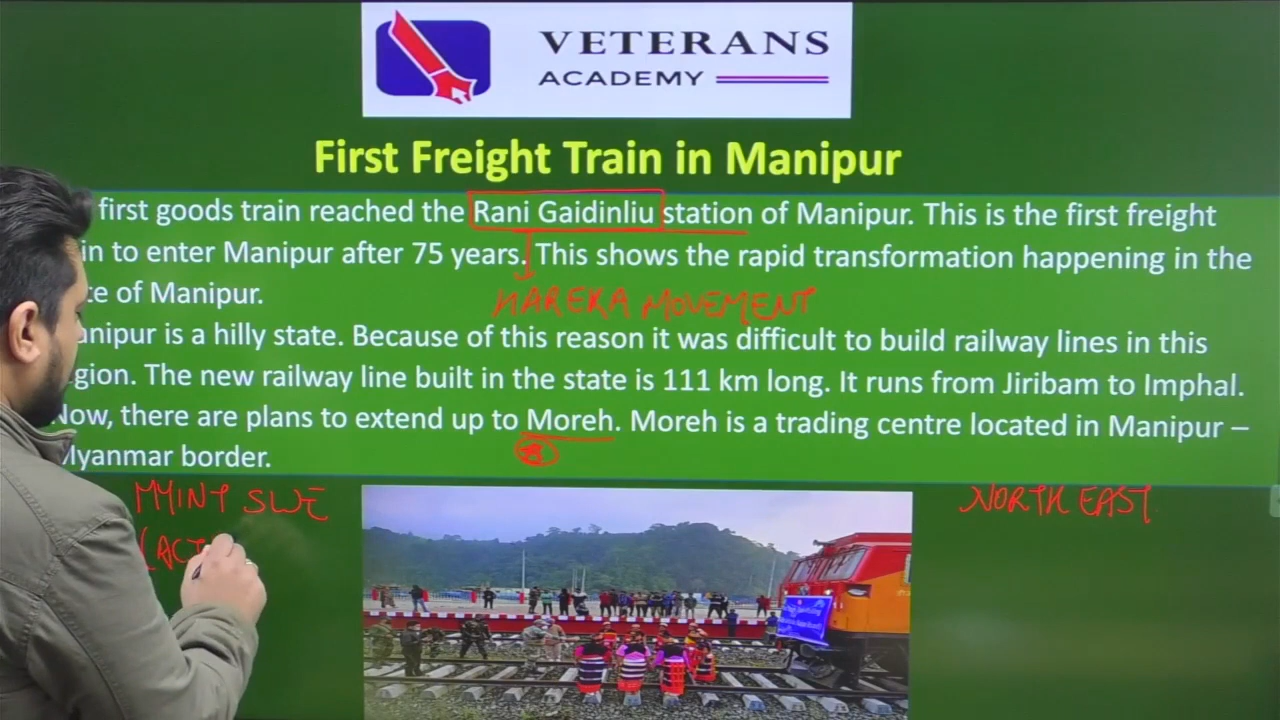 VETERANS
ACADEMY
First Freight Train in Manipur
first goods train reached the Rani Gaidinliu station of Manipur. This is the first freight
in to enter Manipur after 75 years. This shows the rapid transformation happening in the
te of Manipur.
HAREKA MOVEMENT
anipur is a hilly state. Because of this reason it was difficult to build railway lines in this
gion. The new railway line built in the state is 111 km long. It runs from Jiribam to Imphal.
Now, there are plans to extend up to Moreh. Moreh is a trading centre located in Manipur –
Myanmar border.
MYINT SWE
(ACT
NORTH EAST